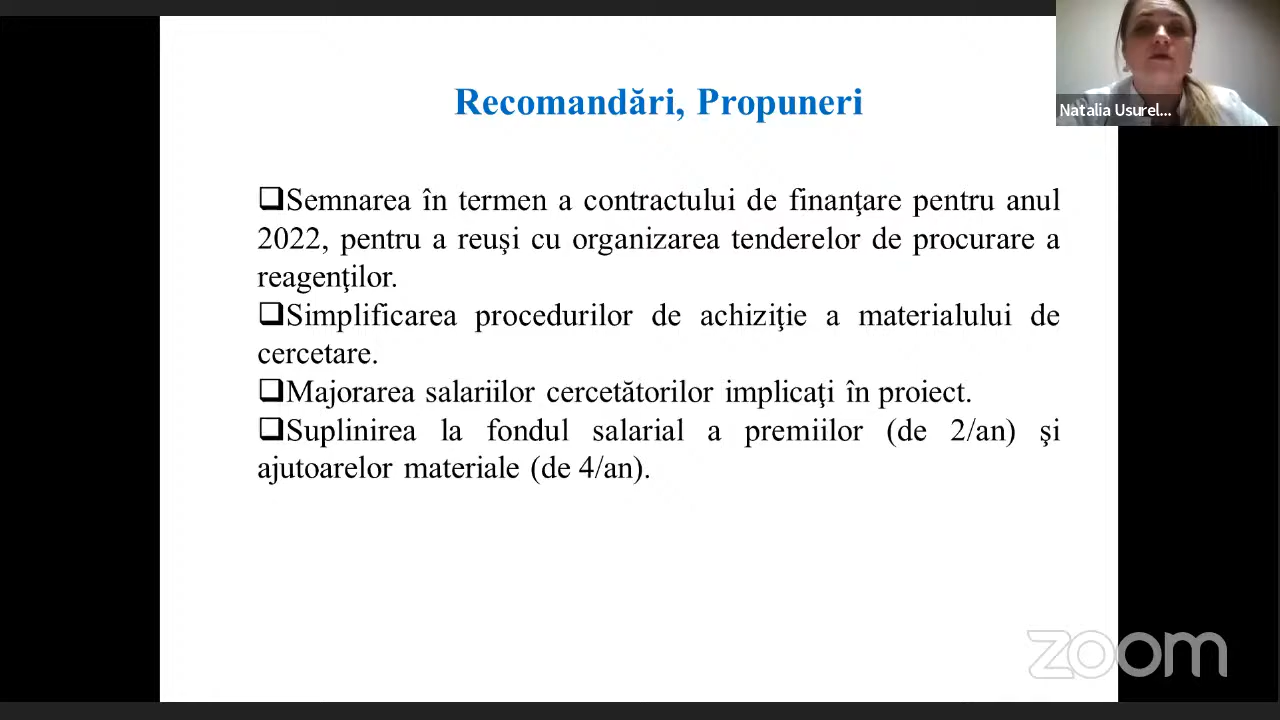 Recomandări, Propuneri
Natalia Usurel...
❑Semnarea în termen a contractului de finanţare pentru anul
2022, pentru a reuşi cu organizarea tenderelor de procurare a
reagenţilor.
❑Simplificarea procedurilor de achiziţie a materialului de
cercetare.
❑Majorarea salariilor cercetătorilor implicaţi în proiect.
❑Suplinirea la fondul salarial a premiilor (de 2/an) şi
ajutoarelor materiale (de 4/an).
zoom